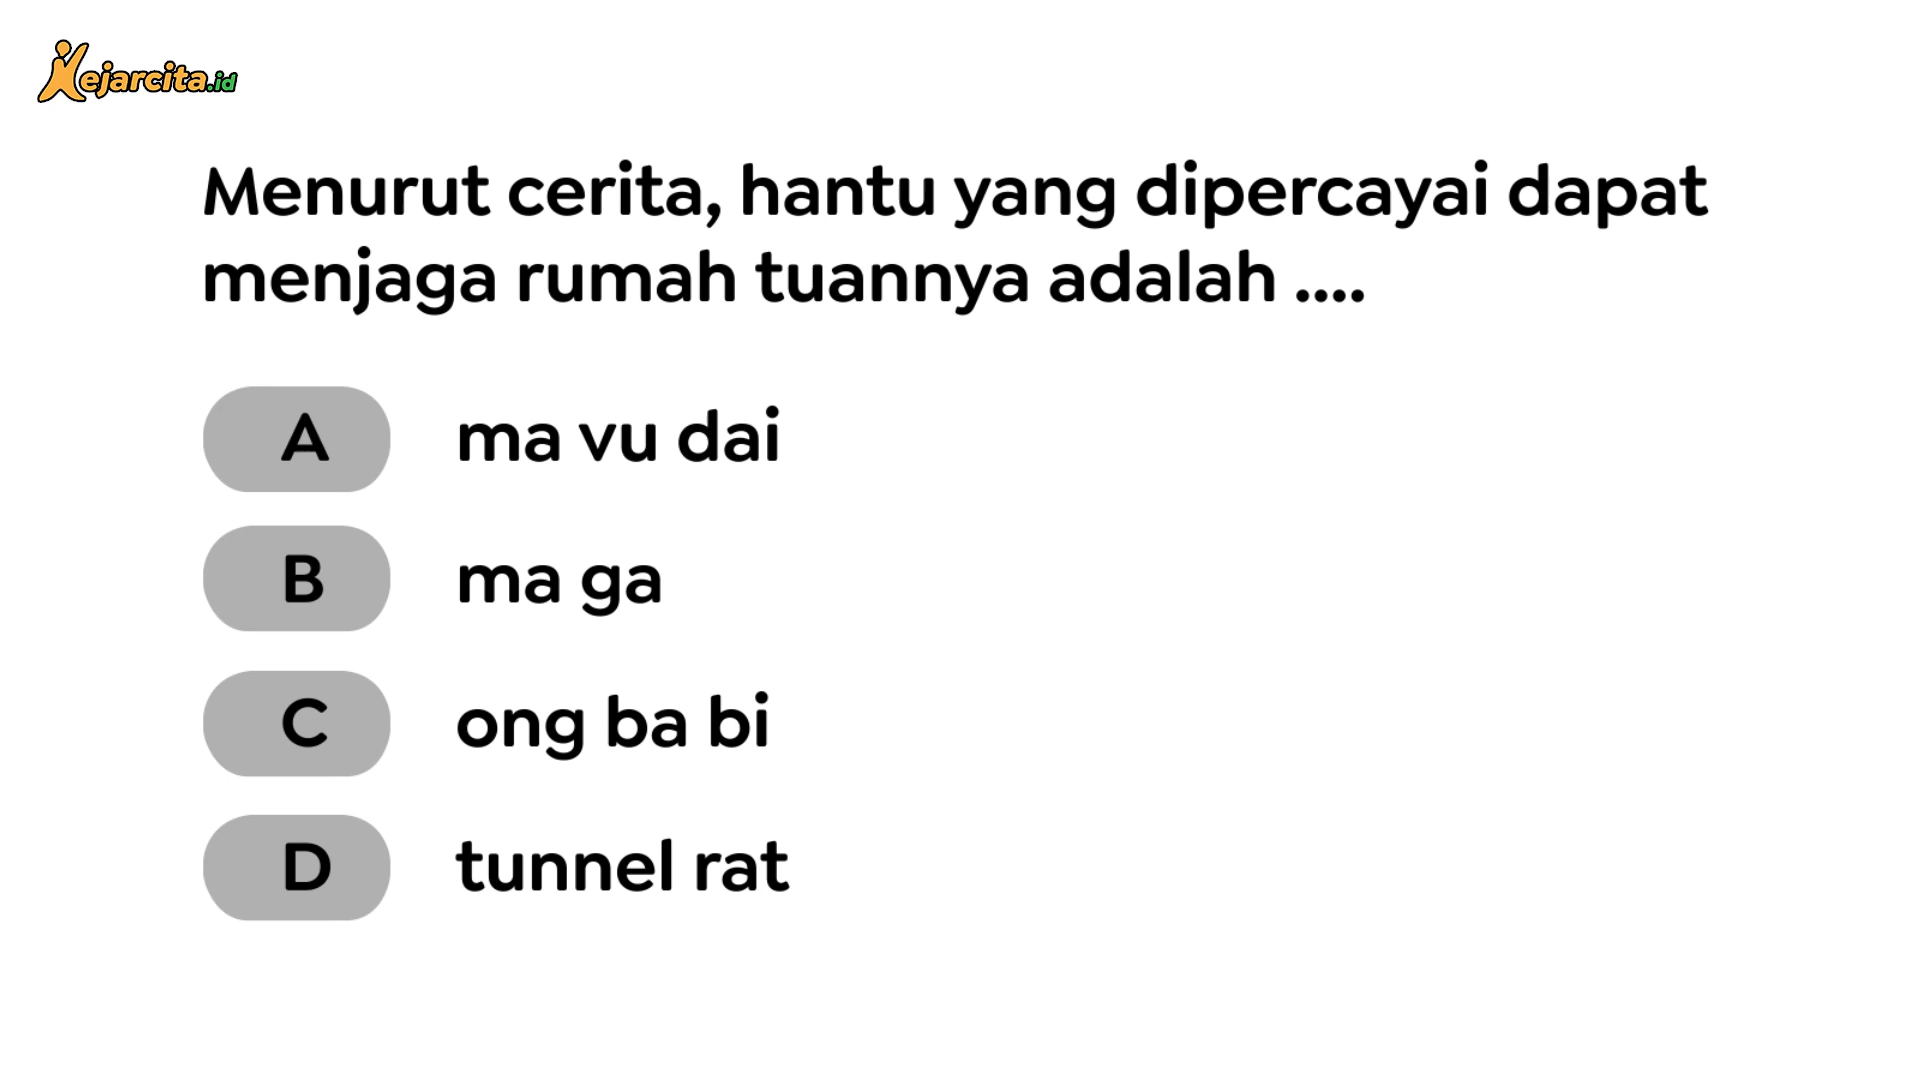 Kejarcita.id
Menurut cerita, hantu yang dipercayai dapat
menjaga rumah tuannya adalah ....
A ma vu dai
B ma ga
C ong ba bi
D tunnel rat